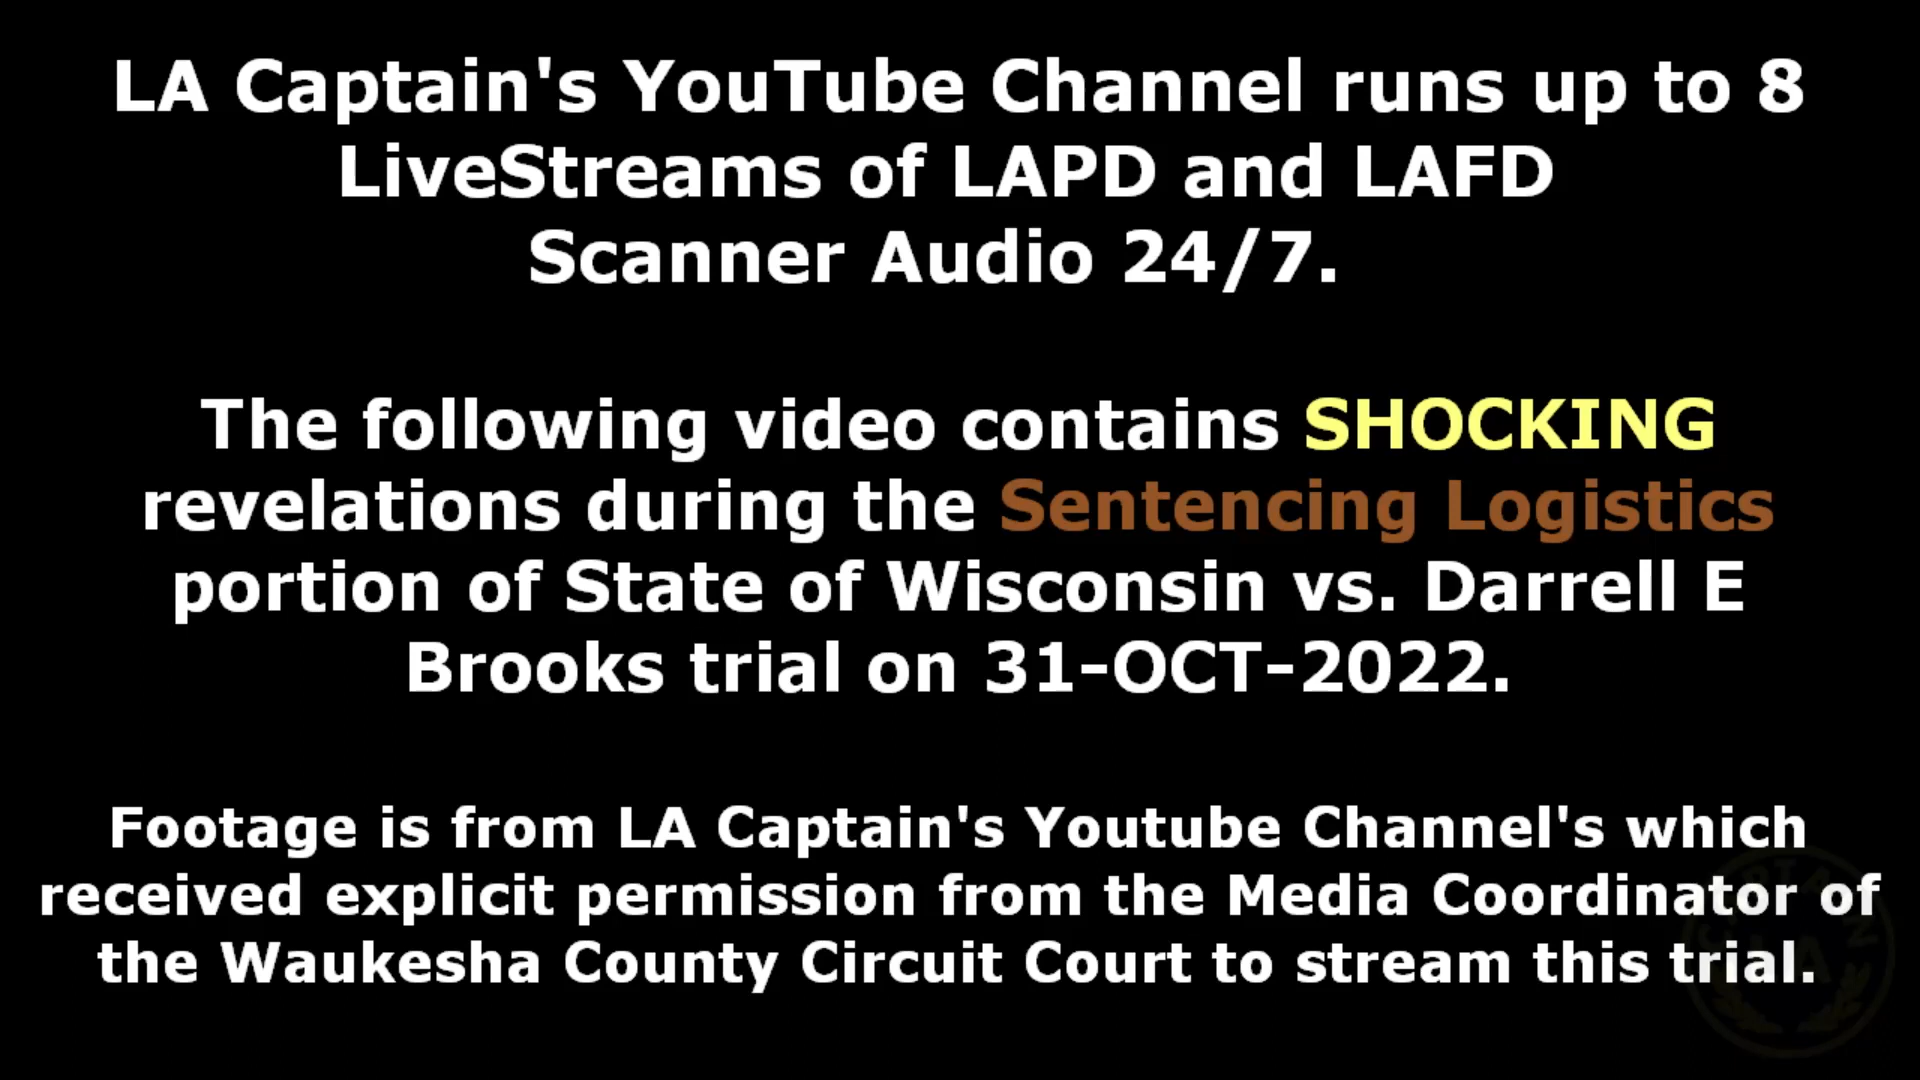 LA Captain's YouTube Channel runs up to 8
LiveStreams of LAPD and LAFD
Scanner Audio 24/7.
The following video contains SHOCKING
revelations during the Sentencing Logistics
portion of State of Wisconsin vs. Darrell E
Brooks trial on 31-OCT-2022.
Footage is from LA Captain's Youtube Channel's which
received explicit permission from the Media Coordinator of
the Waukesha County Circuit Court to stream this trial.
CAPTAIN
LA